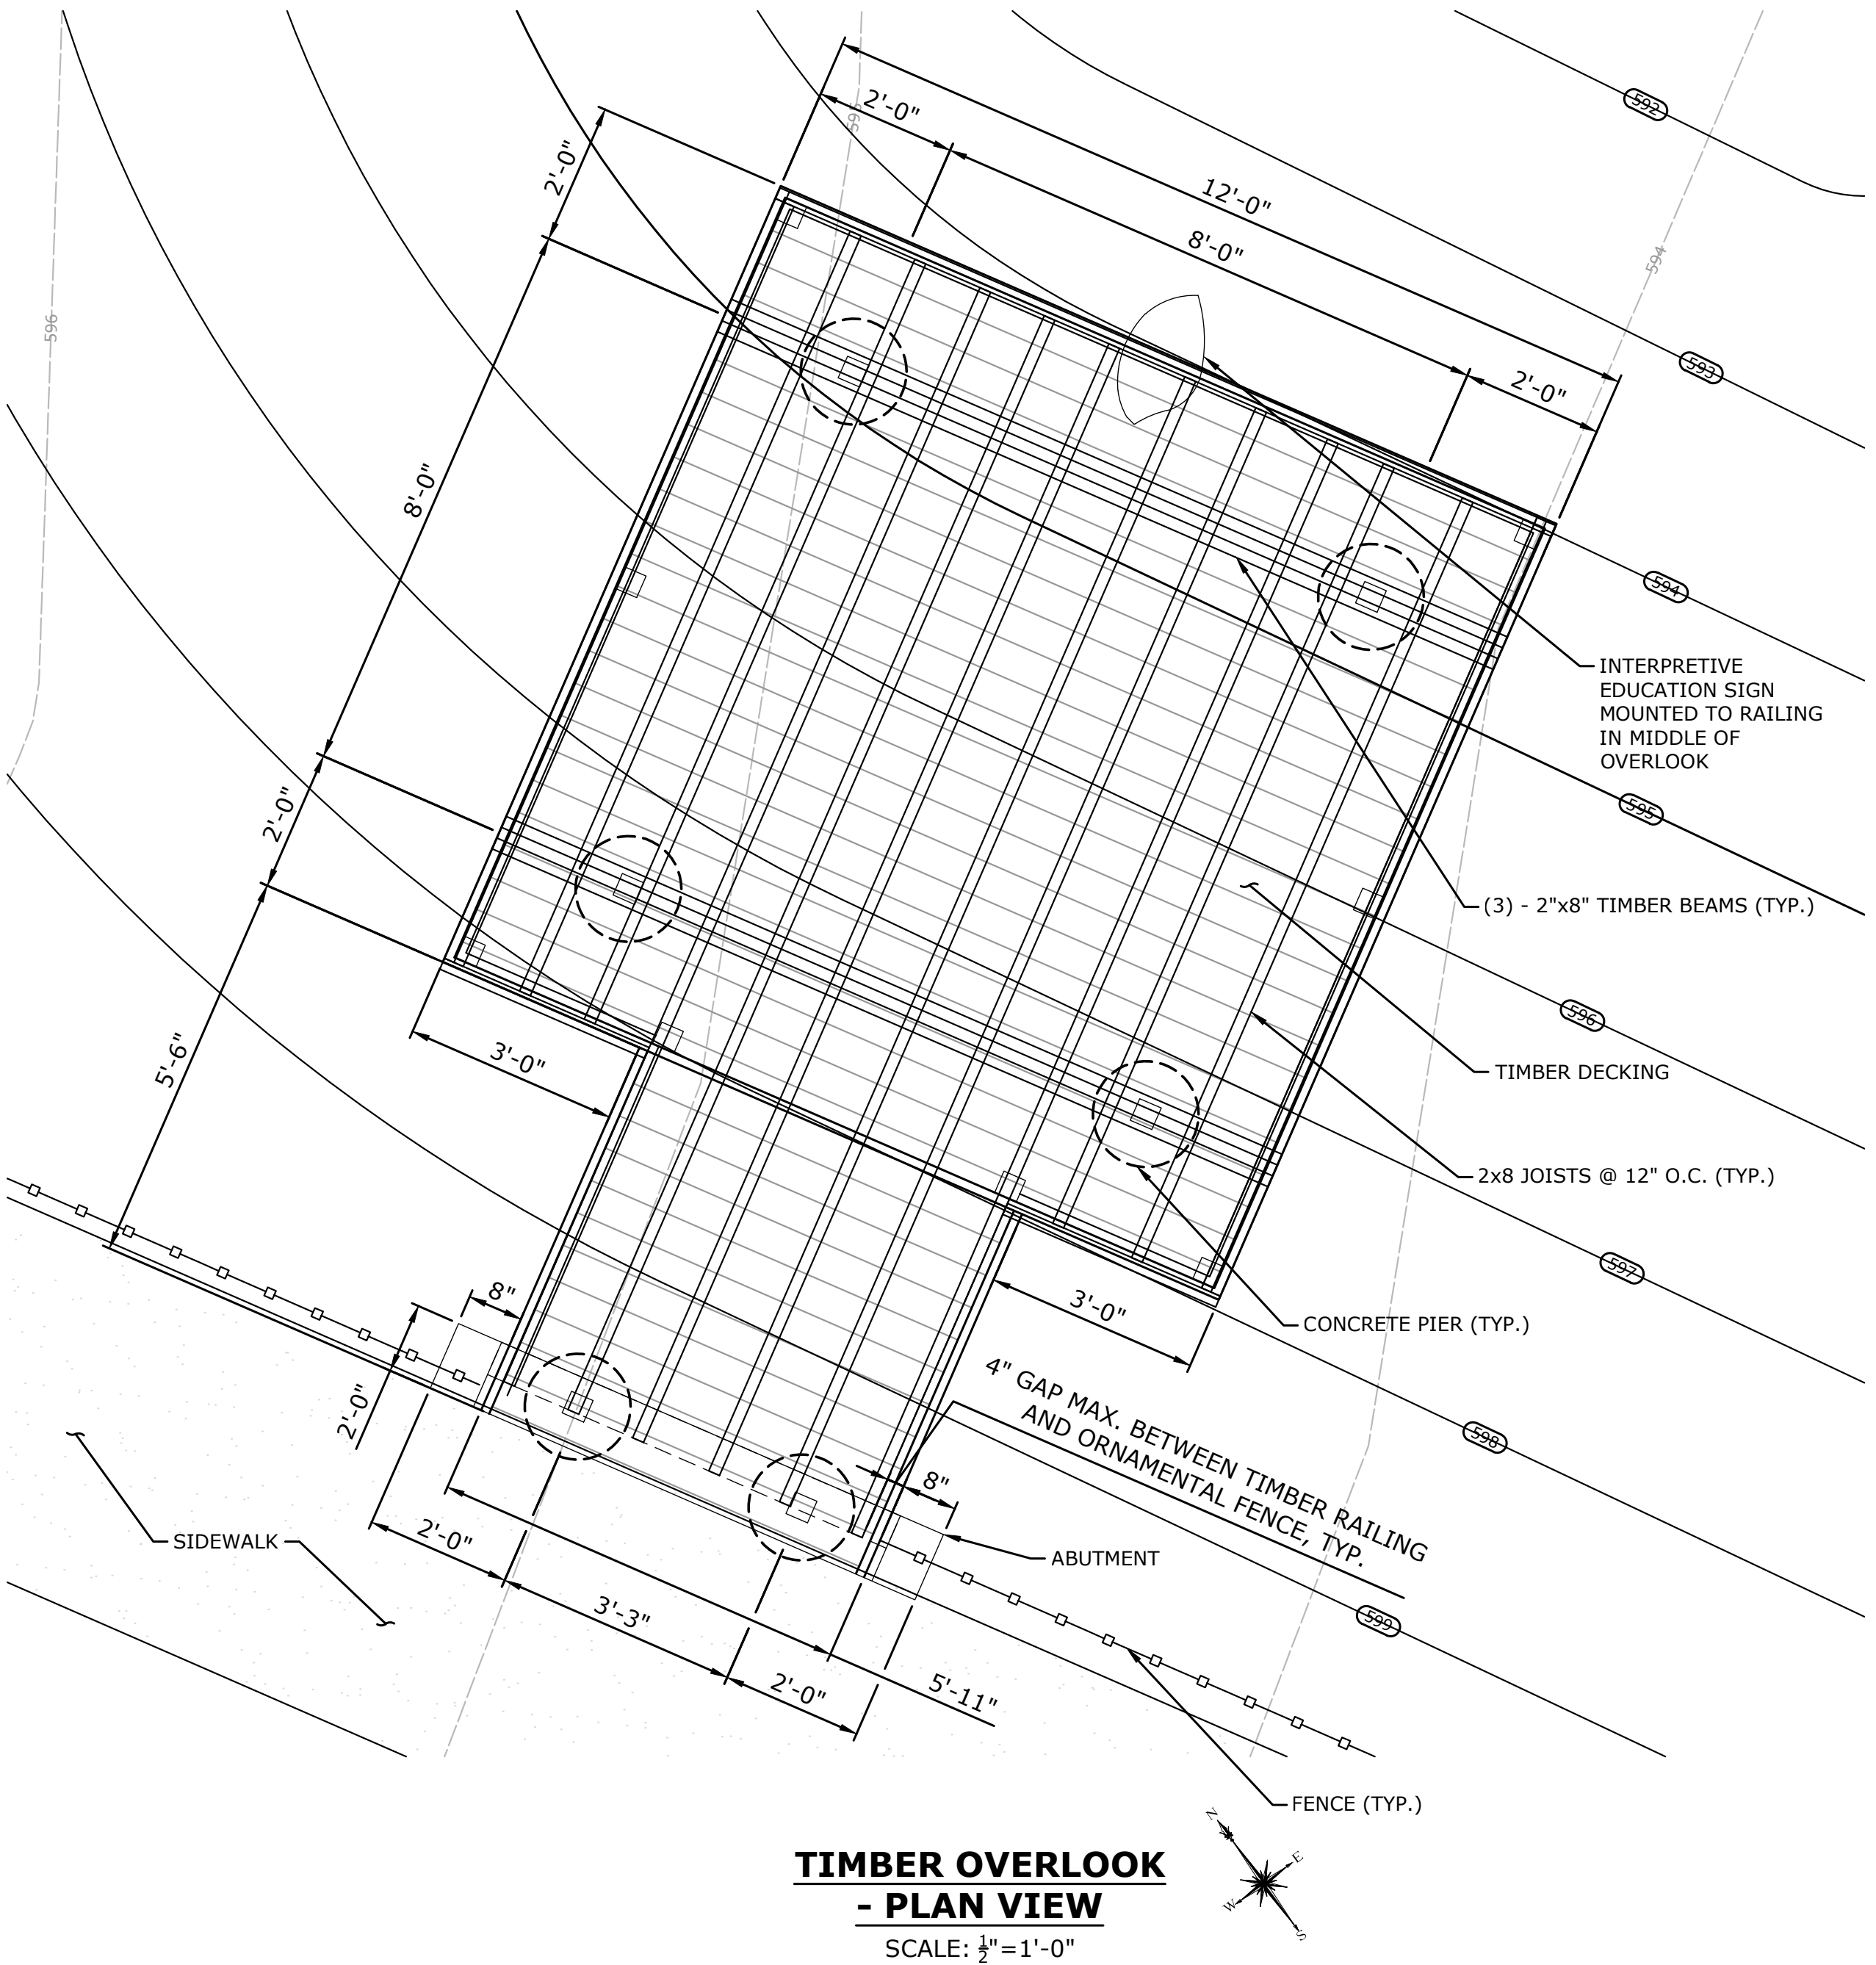 592
595
2'-0"
12'-0"
2'-0"
8'-0"
594
596
593
2'-0"
8'-0"
594
INTERPRETIVE
EDUCATION SIGN
MOUNTED TO RAILING
IN MIDDLE OF
OVERLOOK
595
2'-0"
(3) - 2"x8" TIMBER BEAMS (TYP.)
596
5'-6"
3'-0"
TIMBER DECKING
2x8 JOISTS @ 12" O.C. (TYP.)
597
8"
3'-0"
CONCRETE PIER (TYP.)
2'-0"
4" GAP MAX. BETWEEN TIMBER RAILING
AND ORNAMENTAL FENCE, TYP.
598
8"
SIDEWALK
2'-0"
ABUTMENT
3'-3"
599
2'-0"
5'-11"
FENCE (TYP.)
N
E
W
S
TIMBER OVERLOOK
- PLAN VIEW
SCALE: ½"=1'-0"